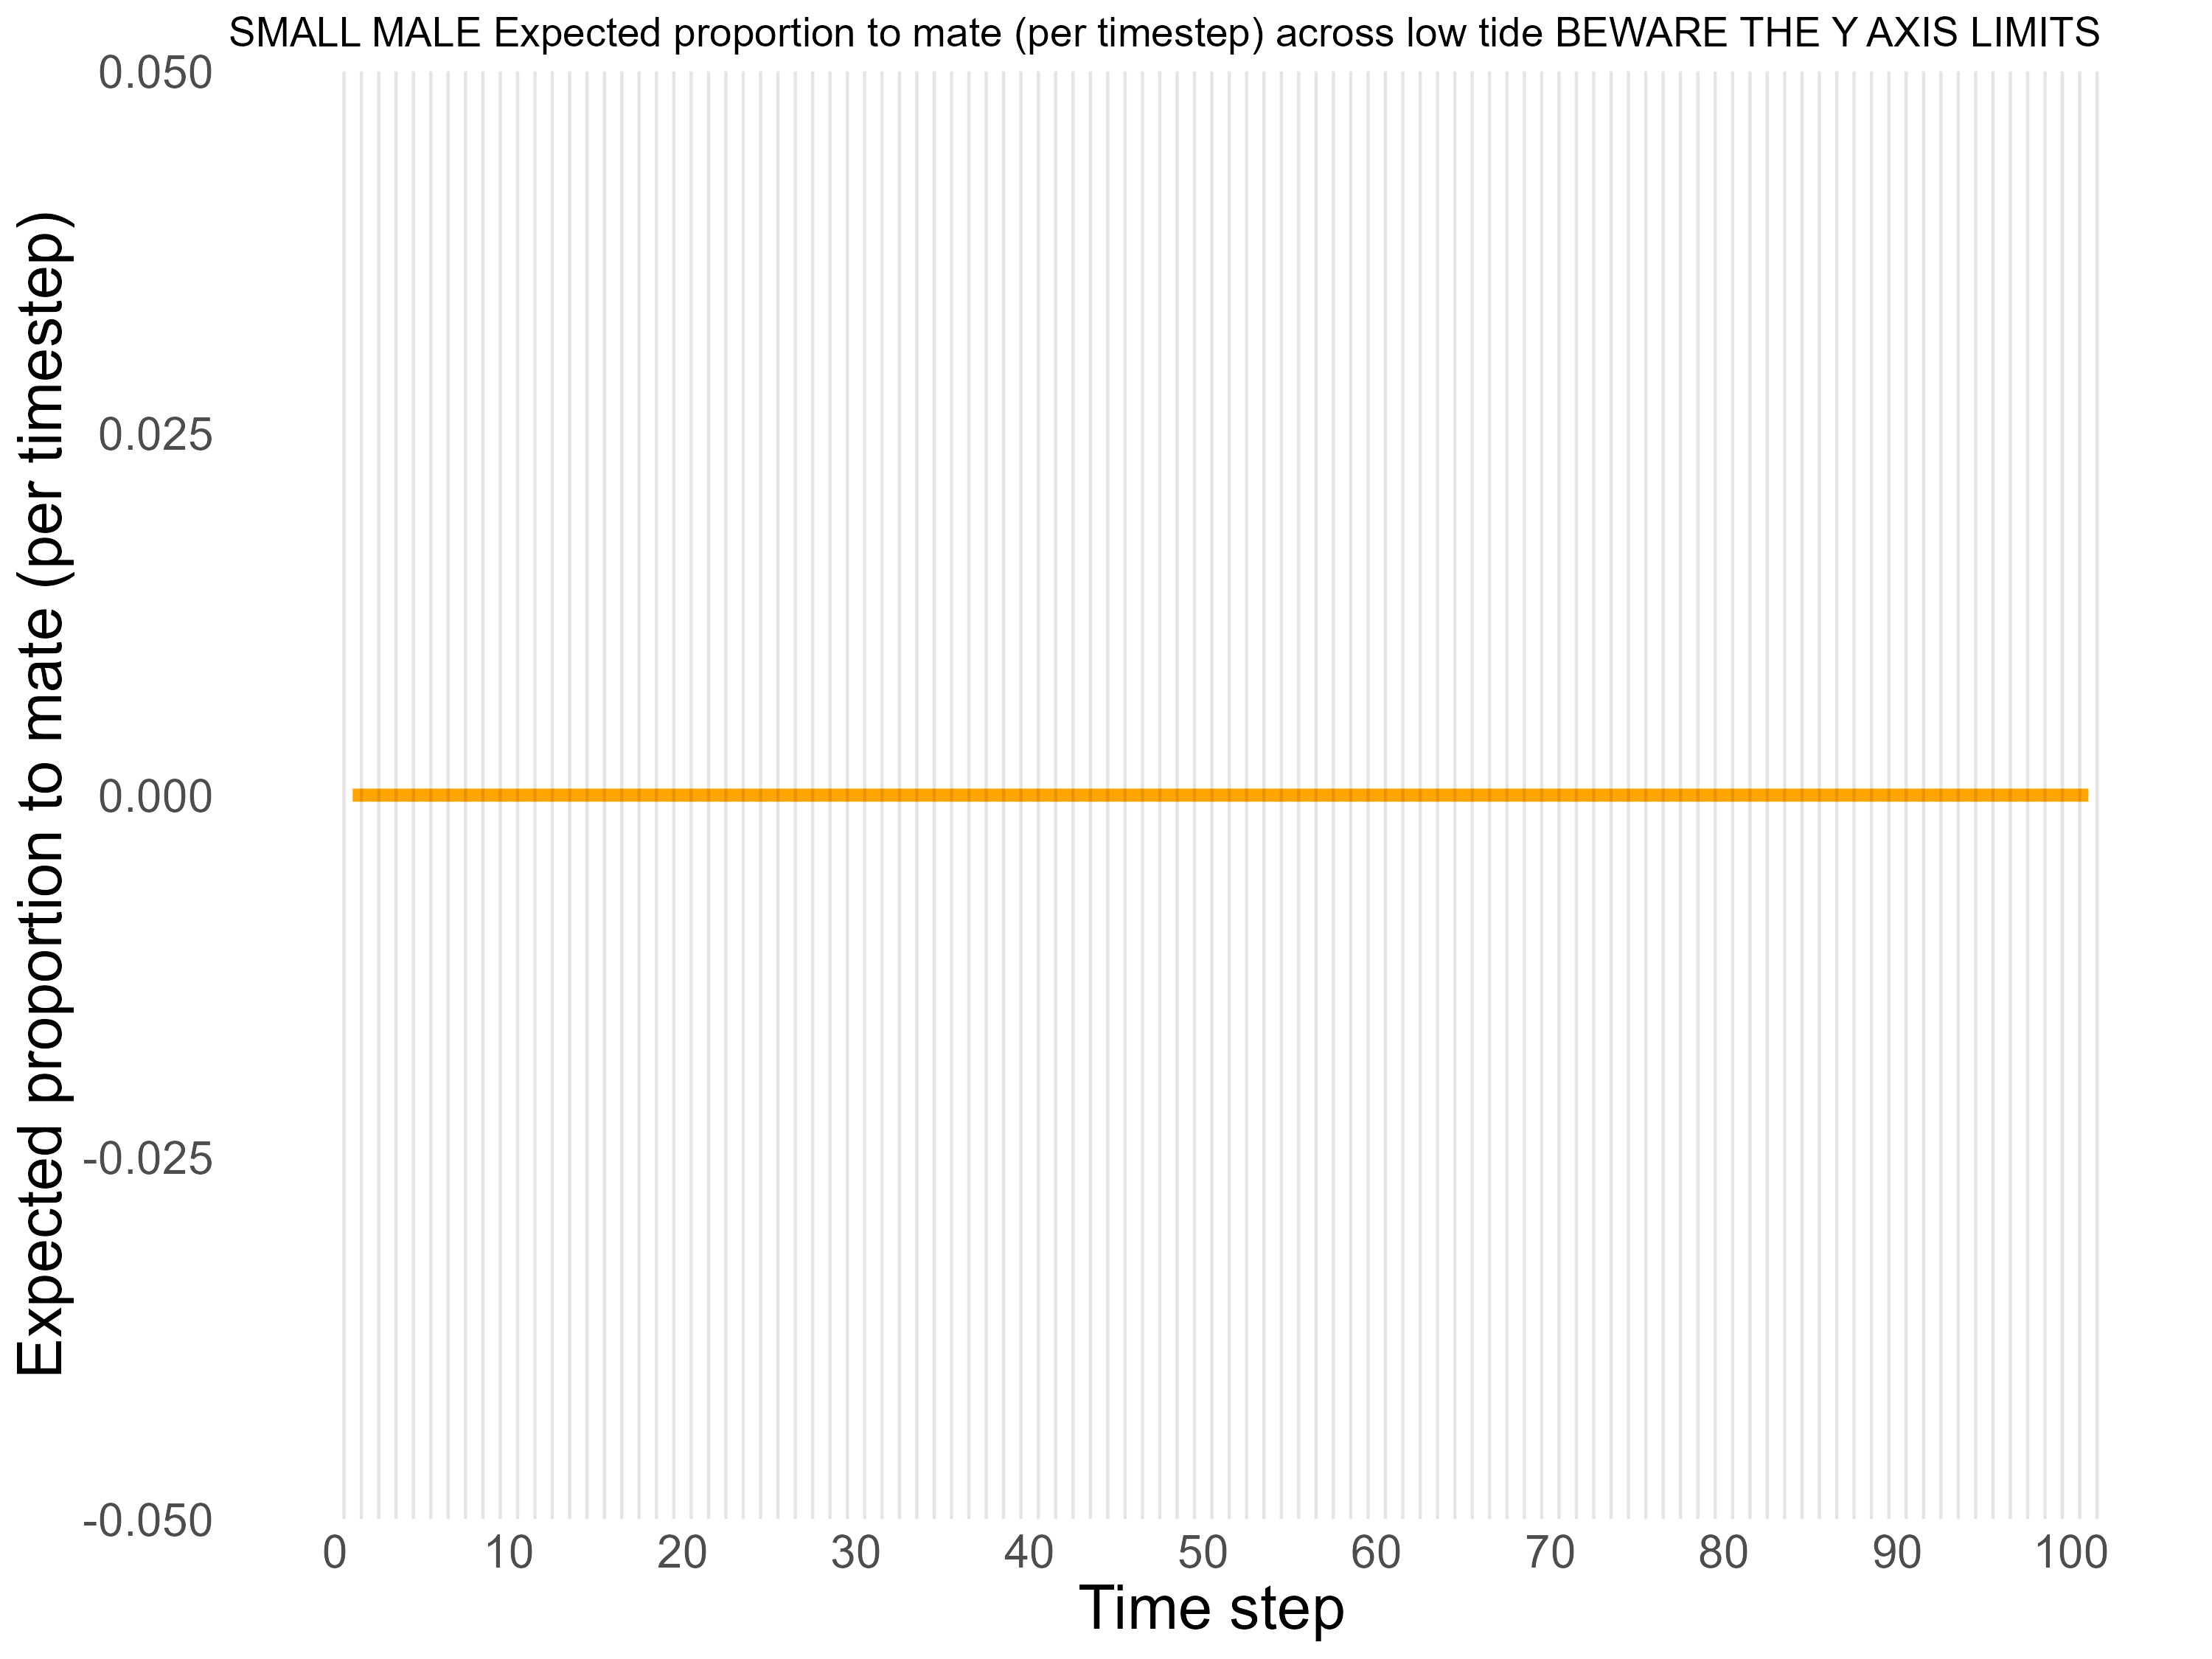 SMALL MALE Expected proportion to mate (per timestep) across low tide BEWARE THE Y AXIS LIMITS
Expected proportion to mate (per timestep)
0.050
0.025
0.000
-0.025
-0.050
0 10 20 30 40 50 60 70 80 90 100
Time step